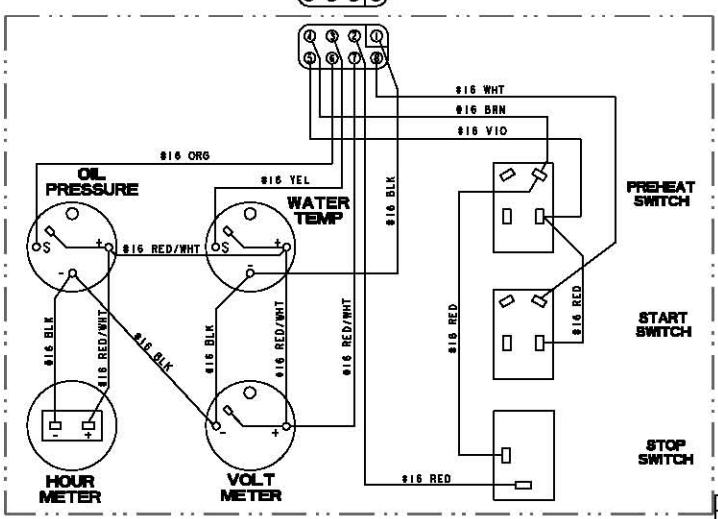 4 3 2 1
5 6 7 8
#16 WHT
#16 BRN
#16 VIO
#16 ORG
#16 YEL
OIL
PRESSURE
WATER
TEMP
#16 BLK
PREHEAT
SWITCH
S + -
#16 RED/WHT
S + -
#16 BLK
#16 RED/WHT
#16 BLK
#16 BLK
#16 RED/WHT
#16 RED/WHT
#16 RED
#16 RED
START
SWITCH
- +
- +
HOUR
METER
VOLT
METER
#16 RED
STOP
SWITCH